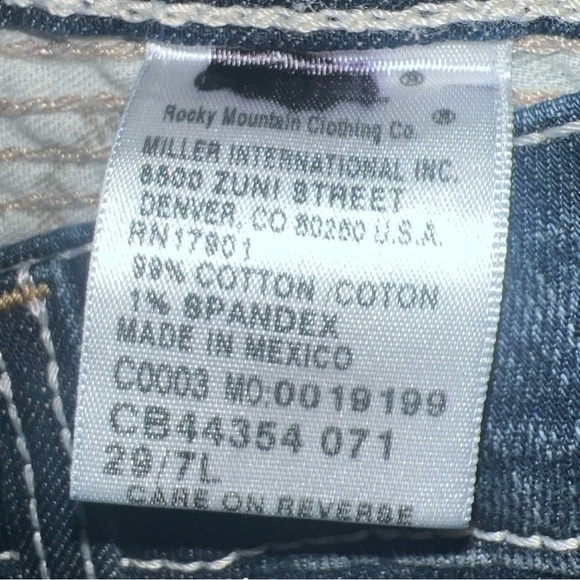 ® 
Rocky Mountain Clothing Co. ®
MILLER INTERNATIONAL INC.
8500 ZUNI STREET
DENVER, CO 80260 U.S.A.
RN17901
99% COTTON /COTON
1% SPANDEX
MADE IN MEXICO
C0003 MO:0019199
CB44354 071
29/7L
CARE ON REVERSE